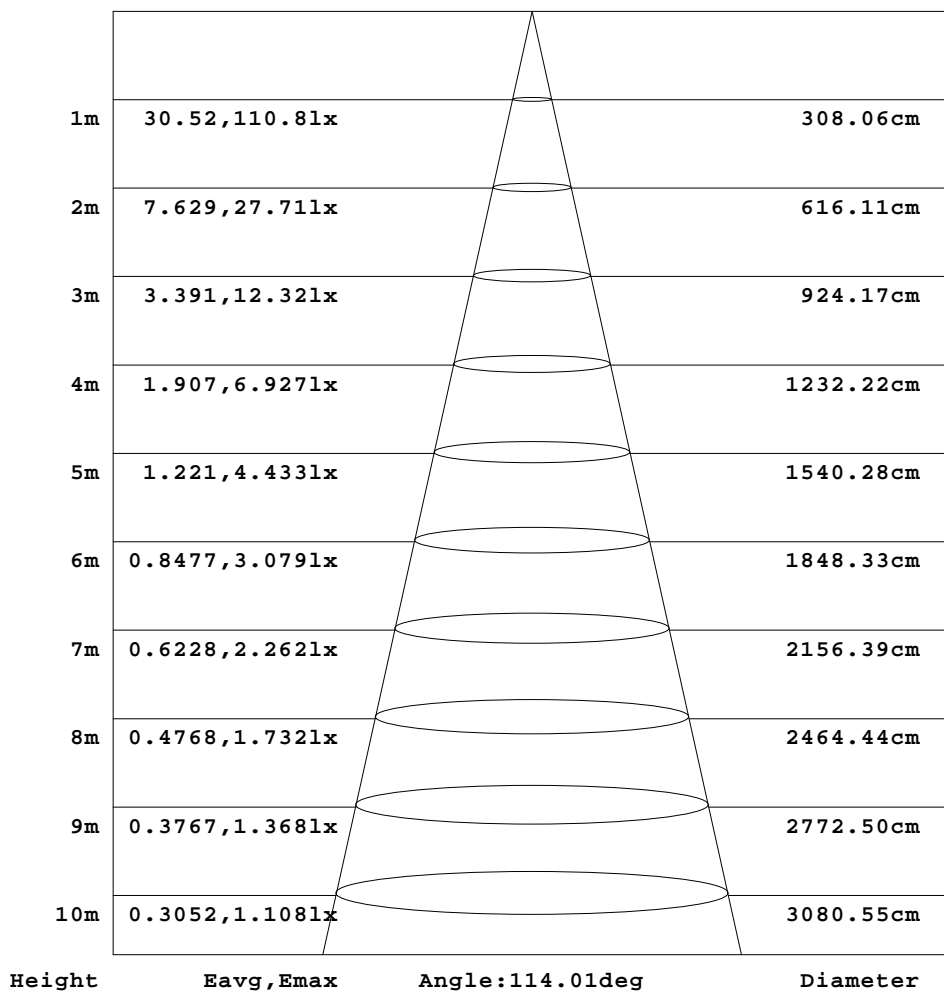 1m 30.52,110.8lx 308.06cm
2m 7.629,27.71lx 616.11cm
3m 3.391,12.32lx 924.17cm
4m 1.907,6.927lx 1232.22cm
5m 1.221,4.433lx 1540.28cm
6m 0.8477,3.079lx 1848.33cm
7m 0.6228,2.262lx 2156.39cm
8m 0.4768,1.732lx 2464.44cm
9m 0.3767,1.368lx 2772.50cm
10m 0.3052,1.108lx 3080.55cm
Height Eavg,Emax Angle:114.01deg Diameter